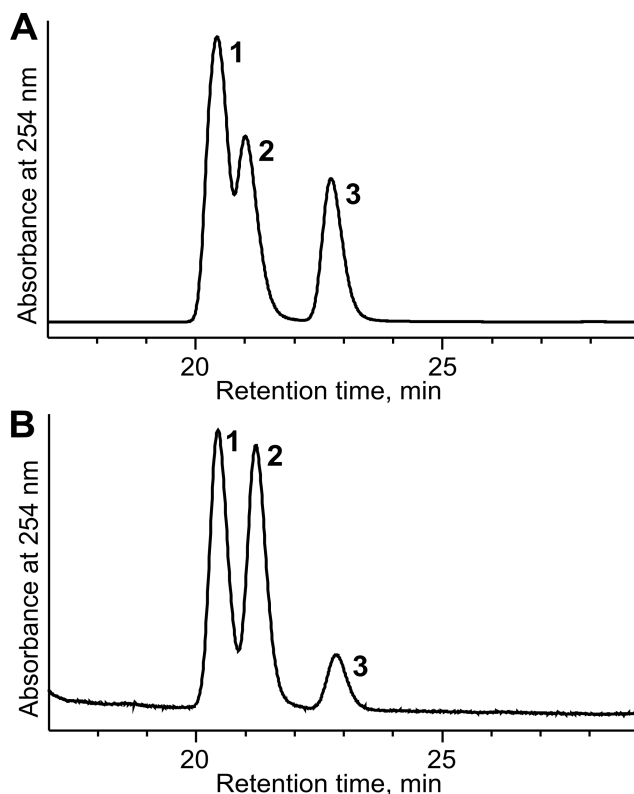 A
Absorbance at 254 nm
1
2
3
20
25
Retention time, min
B
Absorbance at 254 nm
1
2
3
20
25
Retention time, min